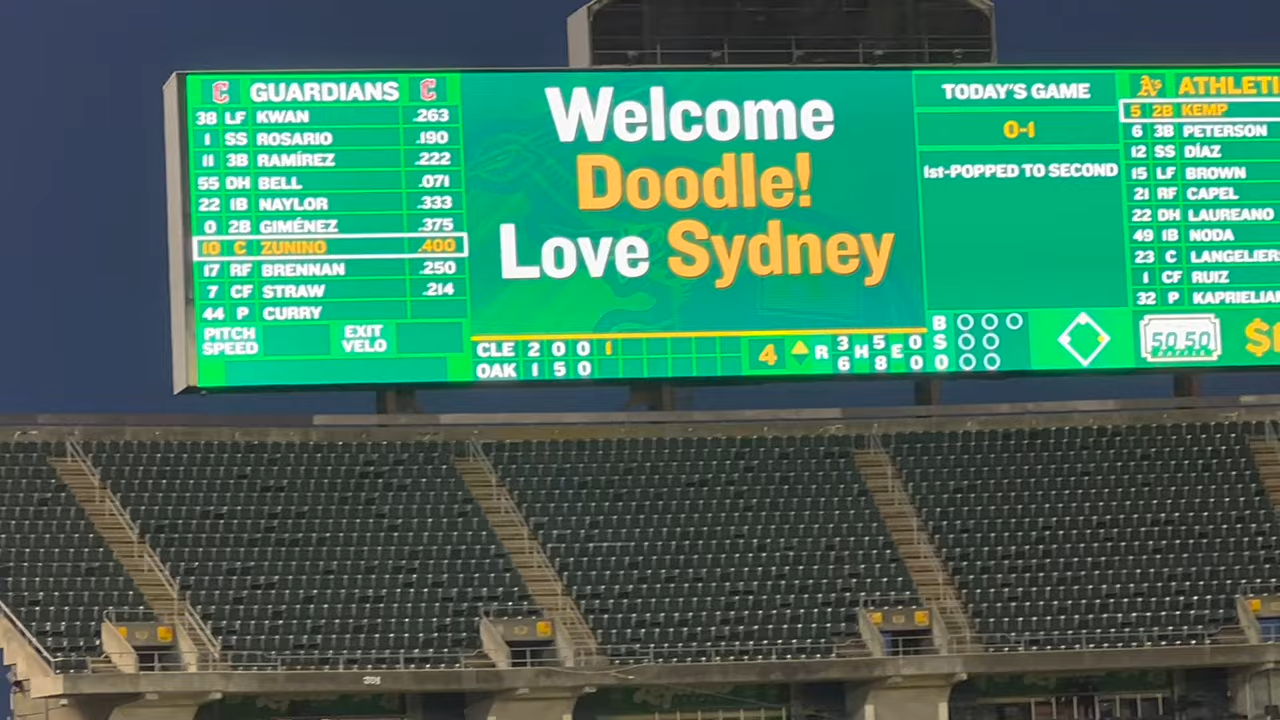 C GUARDIANS C
38 LF KWAN .263
1 SS ROSARIO .190
11 3B RAMÍREZ .222
55 DH BELL .071
22 1B NAYLOR .333
0 2B GIMÉNEZ .375
10 C ZUNINO .400
17 RF BRENNAN .250
7 CF STRAW .214
44 P CURRY
PITCH SPEED EXIT VELO
Welcome
Doodle!
Love Sydney
CLE 2 0 0 1 4 R 3 H 5 E 0
OAK 1 5 0 6 8 0
TODAY'S GAME
0-1
1st-POPPED TO SECOND
B
S
O
A's ATHLETI
5 2B KEMP
6 3B PETERSON
12 SS DÍAZ
15 LF BROWN
21 RF CAPEL
22 DH LAUREANO
49 1B NODA
23 C LANGELIERS
1 CF RUIZ
32 P KAPRIELIA
50 50
RAFFLE
$